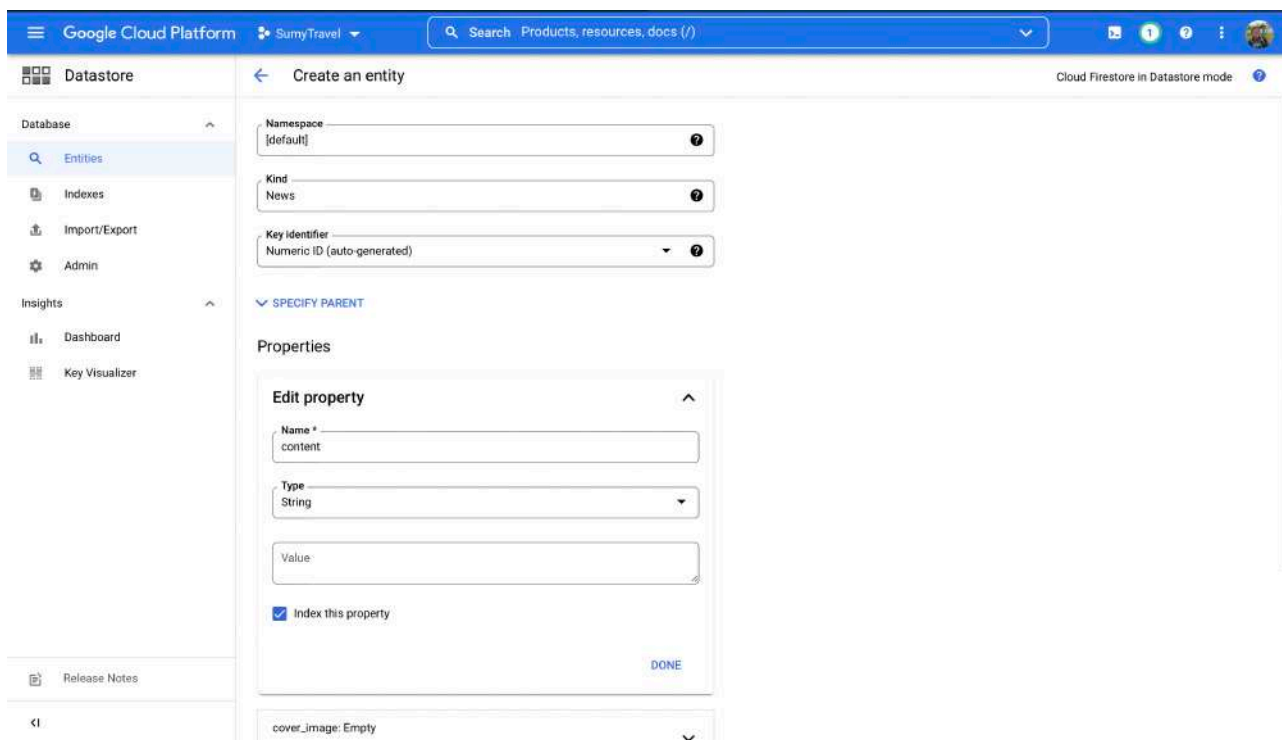 Google Cloud Platform SumyTravel Search Products, resources, docs (/) 1
Datastore
Create an entity
Cloud Firestore in Datastore mode
Database
Entities
Indexes
Import/Export
Admin
Insights
Dashboard
Key Visualizer
Release Notes
Namespace
[default]
Kind
News
Key identifier
Numeric ID (auto-generated)
SPECIFY PARENT
Properties
Edit property
Name *
content
Type
String
Value
Index this property
DONE
cover_image: Empty